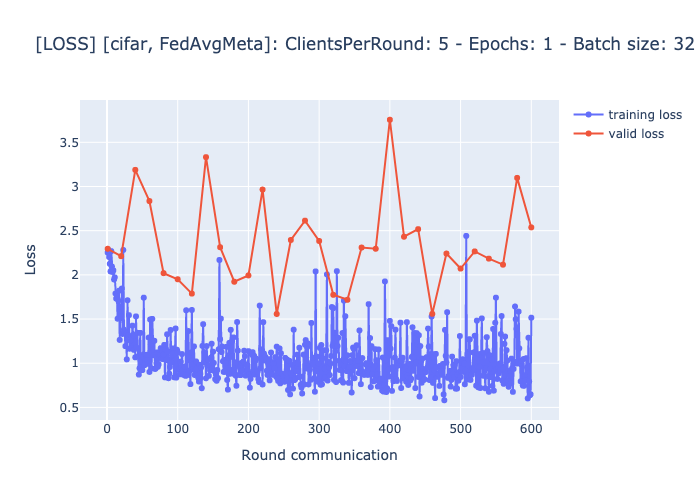 [LOSS] [cifar, FedAvgMeta]: ClientsPerRound: 5 - Epochs: 1 - Batch size: 32
training loss
valid loss
3.5
3
2.5
2
1.5
1
0.5
Loss
0 100 200 300 400 500 600
Round communication